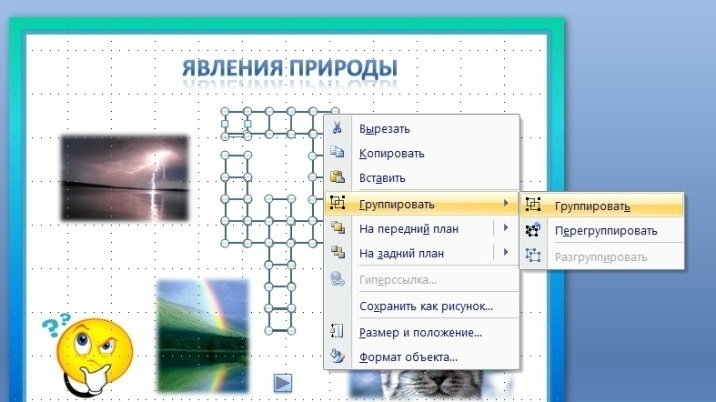 ЯВЛЕНИЯ ПРИРОДЫ
Вырезать
Копировать
Вставить
Группировать
Группировать
На передний план
Перегруппировать
На задний план
Разгруппировать
Гиперссылка...
Сохранить как рисунок...
Размер и положение...
Формат объекта...
??